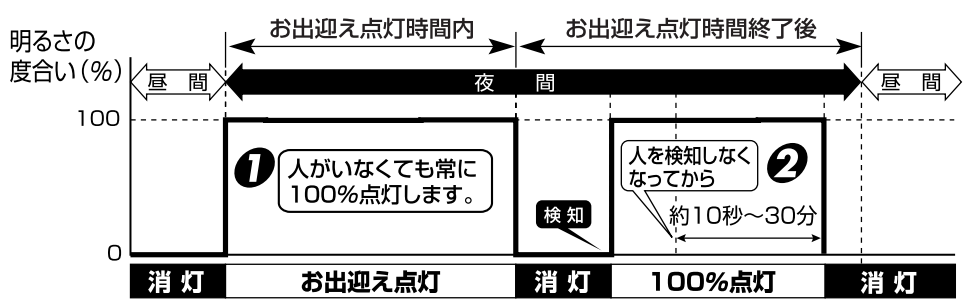 お出迎え点灯時間内
お出迎え点灯時間終了後
明るさの
度合い（%）
昼　間
夜　間
昼　間
100
❶
人がいなくても常に
100%点灯します。
人を検知しなく
なってから
❷
検 知
約10秒～30分
0
消 灯
お出迎え点灯
消 灯
100%点灯
消 灯